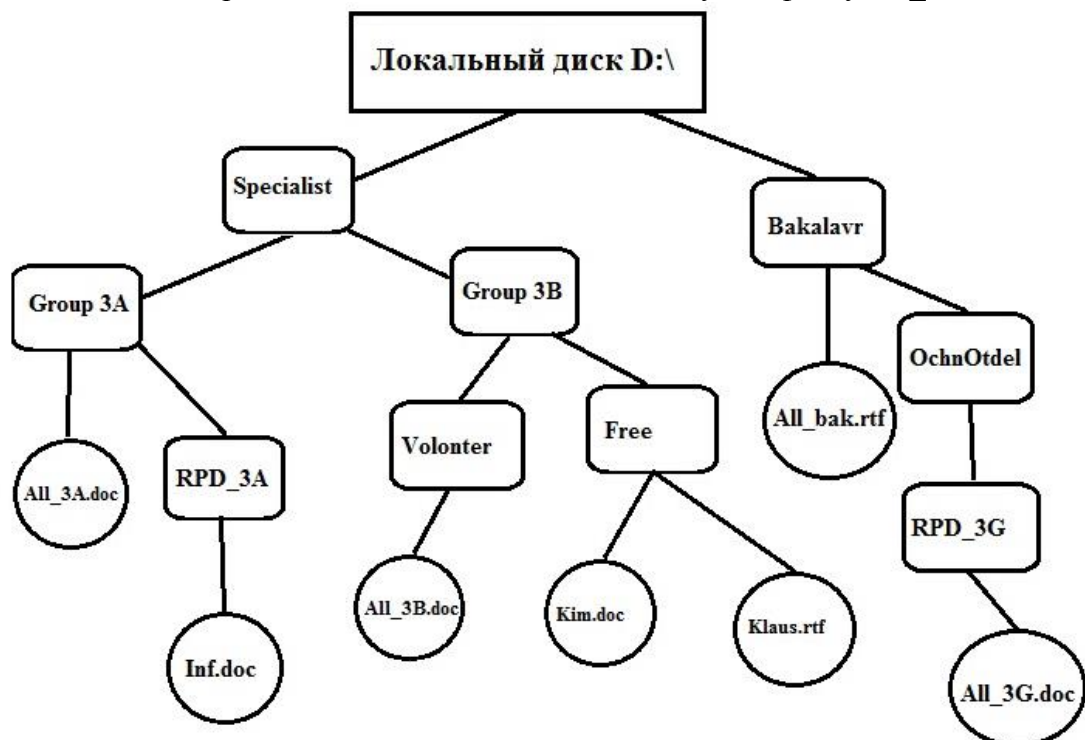 Локальный диск D:\
Specialist
Bakalavr
Group 3A
Group 3B
OchnOtdel
Volonter
Free
All_bak.rtf
All_3A.doc
RPD_3A
RPD_3G
All_3B.doc
Kim.doc
Klaus.rtf
Inf.doc
All_3G.doc